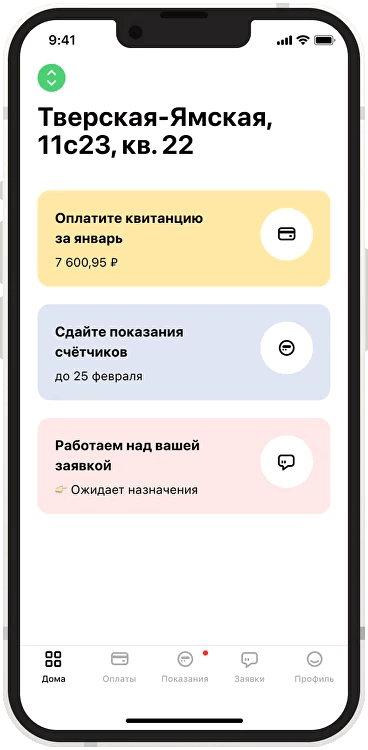 9:41
Тверская-Ямская,
11с23, кв. 22
Оплатите квитанцию
за январь
7 600,95 ₽
Сдайте показания
счётчиков
до 25 февраля
Работаем над вашей
заявкой
👉🏻 Ожидает назначения
Дома Оплаты Показания Заявки Профиль